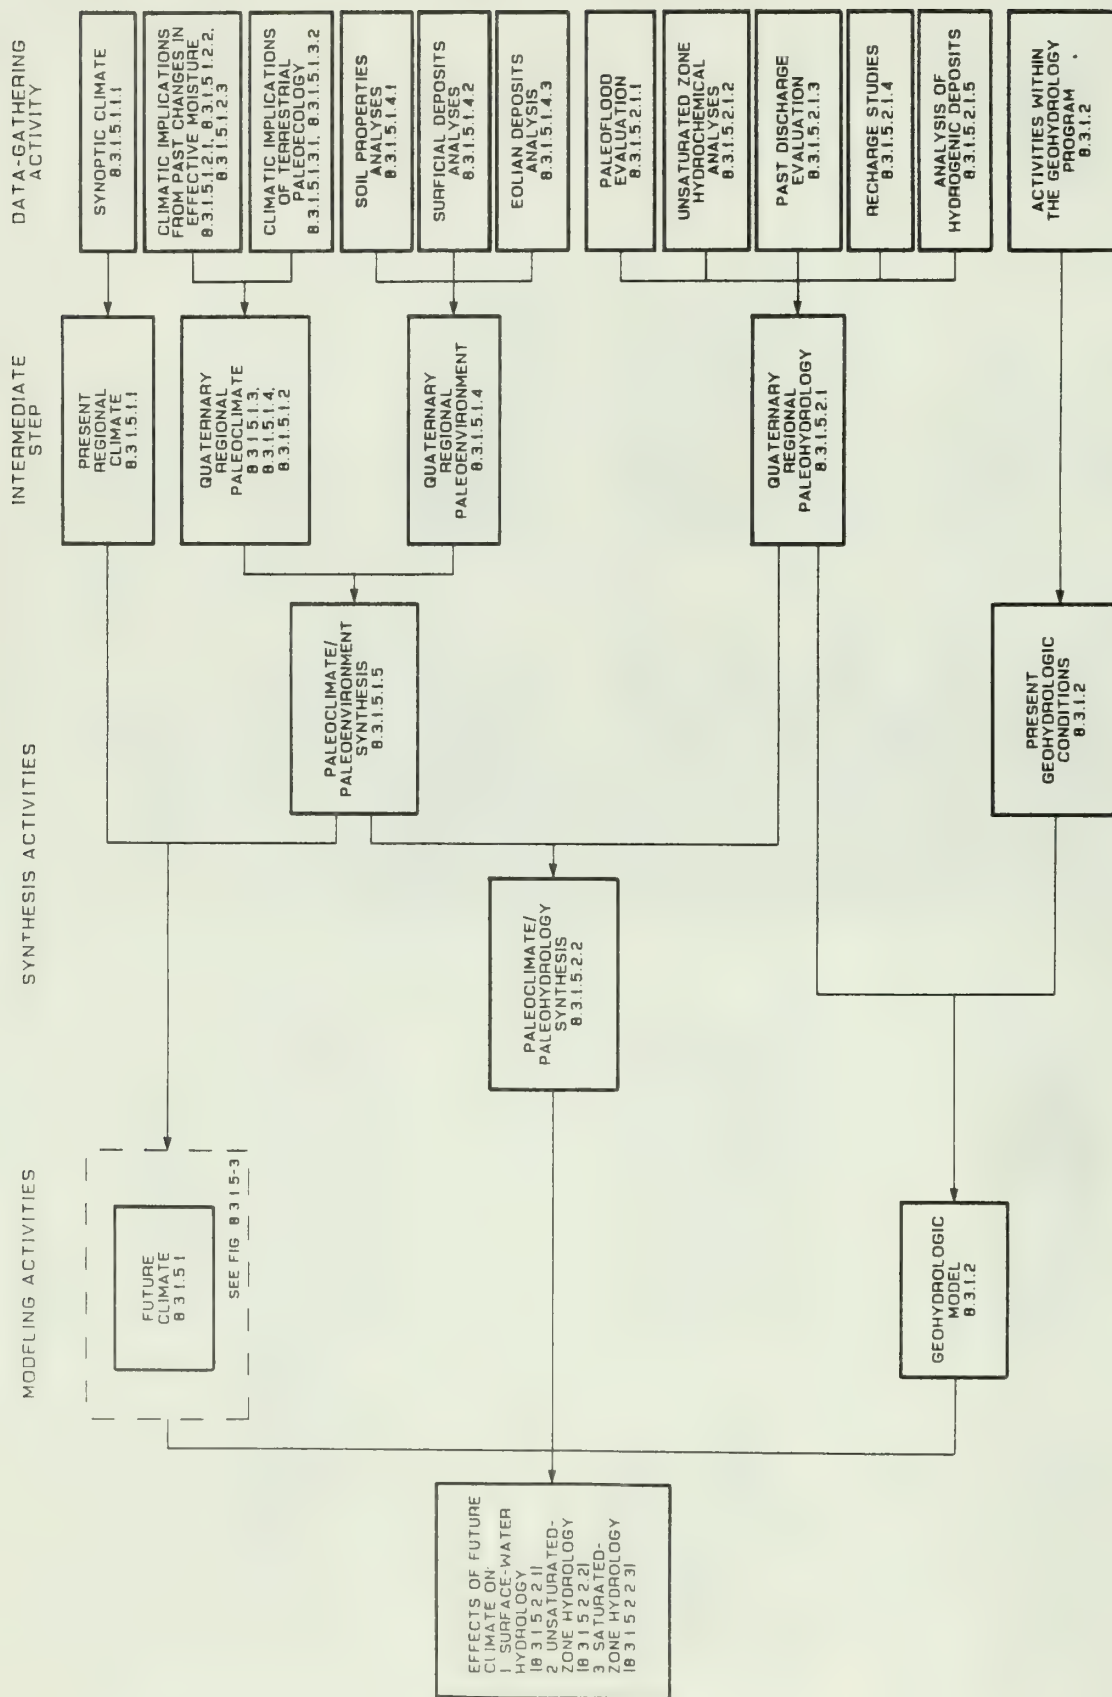 DATA-GATHERING
ACTIVITY
SYNOPTIC CLIMATE
8.3.1.5.1.1.1
CLIMATIC IMPLICATIONS
FROM PAST CHANGES IN
EFFECTIVE MOISTURE
8.3.1.5.1.2.1, 8.3.1.5 1.2.2,
8.3 1.5.1.2.3
CLIMATIC IMPLICATIONS
OF TERRESTRIAL
PALEOECOLOGY
8.3.1.5.1.3.1, 8.3.1.5.1.3.2
SOIL PROPERTIES
ANALYSES
8.3.1.5.1.4.1
SURFICIAL DEPOSITS
ANALYSES
8.3.1.5.1.4.2
EOLIAN DEPOSITS
ANALYSIS
8.3.1.5.1.4.3
PALEOFLOOD
EVALUATION
8.3.1.5.2.1.1
UNSATURATED ZONE
HYDROCHEMICAL
ANALYSES
8.3.1.5.2.1.2
PAST DISCHARGE
EVALUATION
8.3.1.5.2.1.3
RECHARGE STUDIES
8.3.1.5.2.1.4
ANALYSIS OF
HYDROGENIC DEPOSITS
8.3.1.5.2.1.5
ACTIVITIES WITHIN
THE GEOHYDROLOGY
PROGRAM
8.3.1.2
INTERMEDIATE
STEP
PRESENT
REGIONAL
CLIMATE
8.3 1.5.1.1
QUATERNARY
REGIONAL
PALEOCLIMATE
8 3 1 5.1.3,
8.3.1.5.1.4,
8.3.1.5.1.2
QUATERNARY
REGIONAL
PALEOENVIRONMENT
8.3.1.5.1.4
QUATERNARY
REGIONAL
PALEOHYDROLOGY
8.3.1.5.2.1
SYNTHESIS ACTIVITIES
PALEOCLIMATE/
PALEOENVIRONMENT
SYNTHESIS
8.3.1.5.1.5
PRESENT
GEOHYDROLOGIC
CONDITIONS
8.3.1.2
PALEOCLIMATE/
PALEOHYDROLOGY
SYNTHESIS
8.3.1.5.2.2
MODELING ACTIVITIES
FUTURE
CLIMATE
8 3 1.5 1
SEE FIG 8 3 1 5-3
GEOHYDROLOGIC
MODEL
8.3.1.2
EFFECTS OF FUTURE
CLIMATE ON:
1 SURFACE-WATER
HYDROLOGY
(8 3 1 5 2 2 1)
2 UNSATURATED-
ZONE HYDROLOGY
(8 3 1 5 2 2.2)
3 SATURATED-
ZONE HYDROLOGY
(8 3 1 5 2 2 3)